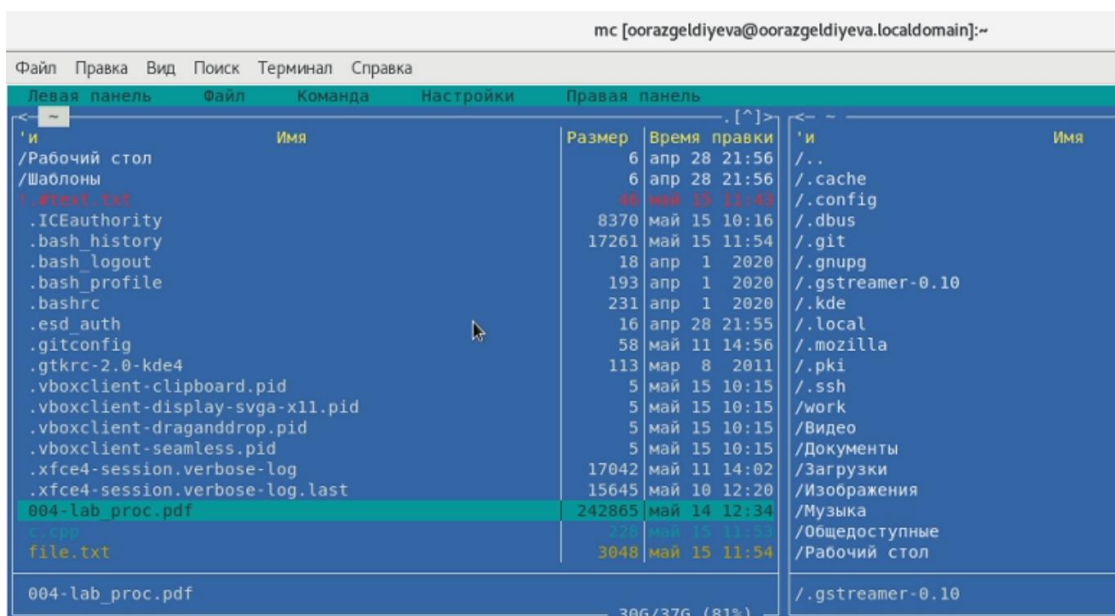 mc [oorazgeldiyeva@oorazgeldiyeva.localdomain]:~
Файл Правка Вид Поиск Терминал Справка
Левая панель Файл Команда Настройки Правая панель
<- ~ .[^]> <- ~
'и Имя Размер Время правки 'и Имя
/Рабочий стол 6 апр 28 21:56 /..
/Шаблоны 6 апр 28 21:56 /.cache
!.#text.txt 46 май 15 11:43 /.config
.ICEauthority 8370 май 15 10:16 /.dbus
.bash_history 17261 май 15 11:54 /.git
.bash_logout 18 апр 1 2020 /.gnupg
.bash_profile 193 апр 1 2020 /.gstreamer-0.10
.bashrc 231 апр 1 2020 /.kde
.esd_auth 16 апр 28 21:55 /.local
.gitconfig 58 май 11 14:56 /.mozilla
.gtkrc-2.0-kde4 113 мар 8 2011 /.pki
.vboxclient-clipboard.pid 5 май 15 10:15 /.ssh
.vboxclient-display-svga-x11.pid 5 май 15 10:15 /work
.vboxclient-draganddrop.pid 5 май 15 10:15 /Видео
.vboxclient-seamless.pid 5 май 15 10:15 /Документы
.xfce4-session.verbose-log 17042 май 11 14:02 /Загрузки
.xfce4-session.verbose-log.last 15645 май 10 12:20 /Изображения
004-lab_proc.pdf 242865 май 14 12:34 /Музыка
c.cpp 228 май 15 11:53 /Общедоступные
file.txt 3048 май 15 11:54 /Рабочий стол
004-lab_proc.pdf /.gstreamer-0.10
30G/37G (81%)